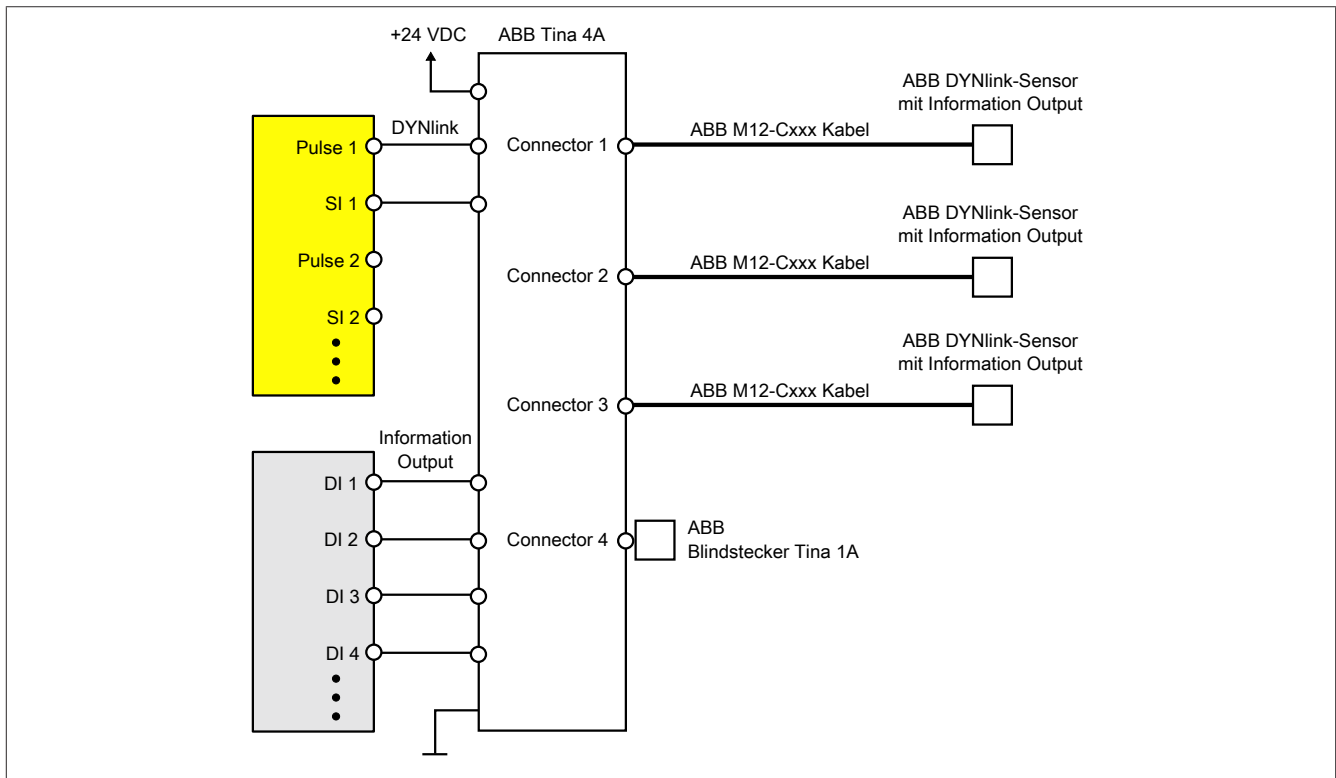 +24 VDC
ABB Tina 4A
DYNlink
Pulse 1
SI 1
Pulse 2
SI 2
Connector 1
ABB M12-Cxxx Kabel
ABB DYNlink-Sensor
mit Information Output
Connector 2
ABB M12-Cxxx Kabel
ABB DYNlink-Sensor
mit Information Output
Connector 3
ABB M12-Cxxx Kabel
ABB DYNlink-Sensor
mit Information Output
Information
Output
DI 1
DI 2
DI 3
DI 4
Connector 4
ABB
Blindstecker Tina 1A